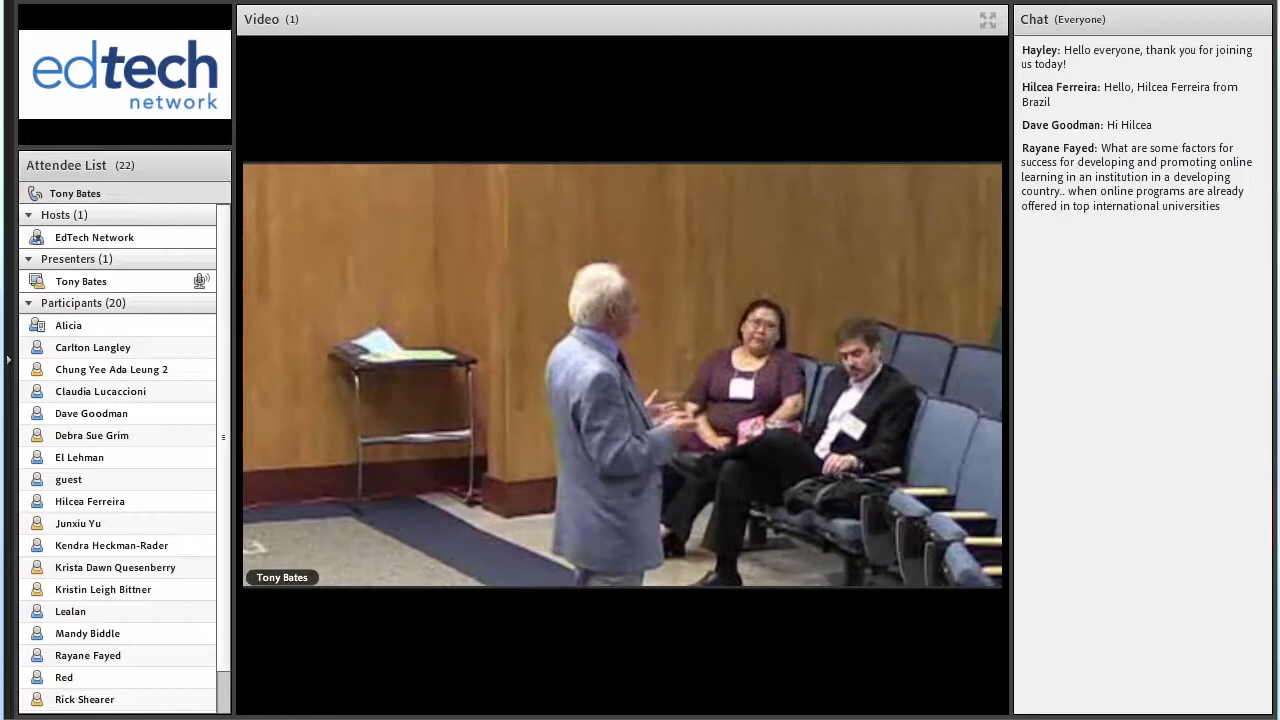 edtech
network
Attendee List (22)
Tony Bates
Hosts (1)
EdTech Network
Presenters (1)
Tony Bates
Participants (20)
Alicia
Carlton Langley
Chung Yee Ada Leung 2
Claudia Lucaccioni
Dave Goodman
Debra Sue Grim
El Lehman
guest
Hilcea Ferreira
Junxiu Yu
Kendra Heckman-Rader
Krista Dawn Quesenberry
Kristin Leigh Bittner
Lealan
Mandy Biddle
Rayane Fayed
Red
Rick Shearer
Video (1)
Tony Bates
Chat (Everyone)
Hayley: Hello everyone, thank you for joining
us today!
Hilcea Ferreira: Hello, Hilcea Ferreira from
Brazil
Dave Goodman: Hi Hilcea
Rayane Fayed: What are some factors for
success for developing and promoting online
learning in an institution in a developing
country.. when online programs are already
offered in top international universities